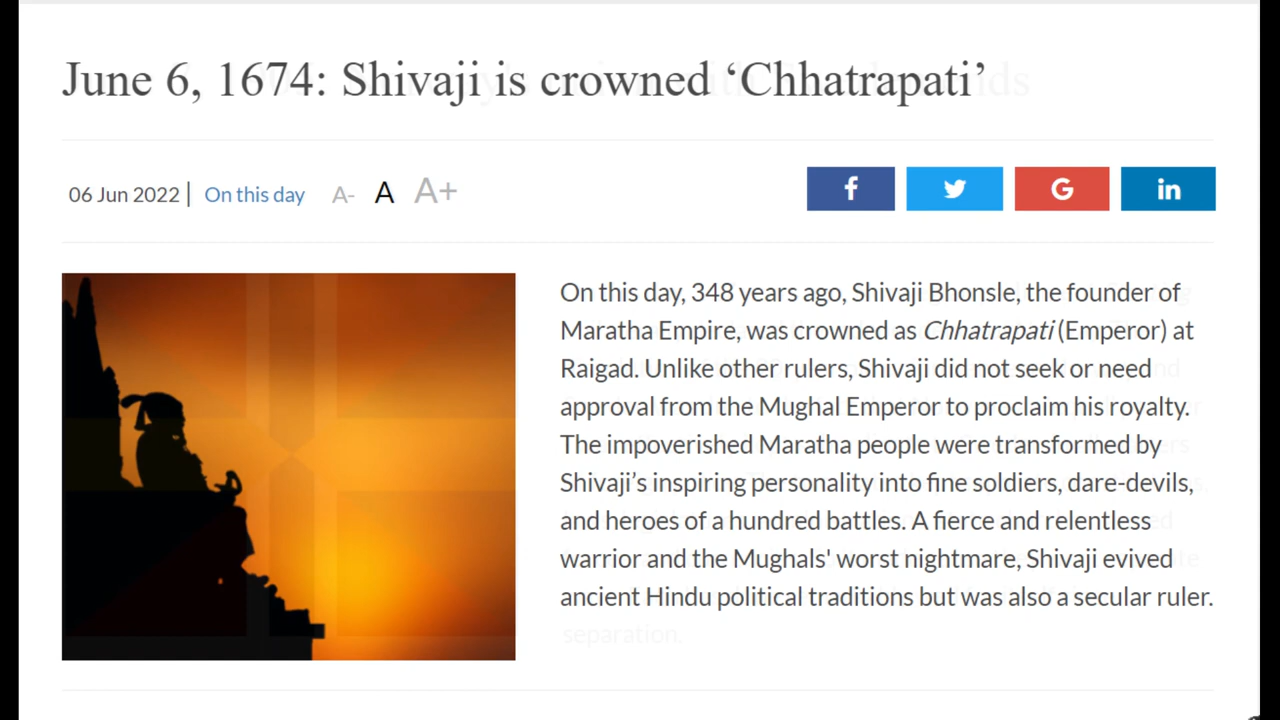 June 6, 1674: Shivaji is crowned ‘Chhatrapati’
06 Jun 2022 | On this day A- A A+
f G in
On this day, 348 years ago, Shivaji Bhonsle, the founder of
Maratha Empire, was crowned as Chhatrapati (Emperor) at
Raigad. Unlike other rulers, Shivaji did not seek or need
approval from the Mughal Emperor to proclaim his royalty.
The impoverished Maratha people were transformed by
Shivaji’s inspiring personality into fine soldiers, dare-devils,
and heroes of a hundred battles. A fierce and relentless
warrior and the Mughals' worst nightmare, Shivaji evived
ancient Hindu political traditions but was also a secular ruler.
separation.